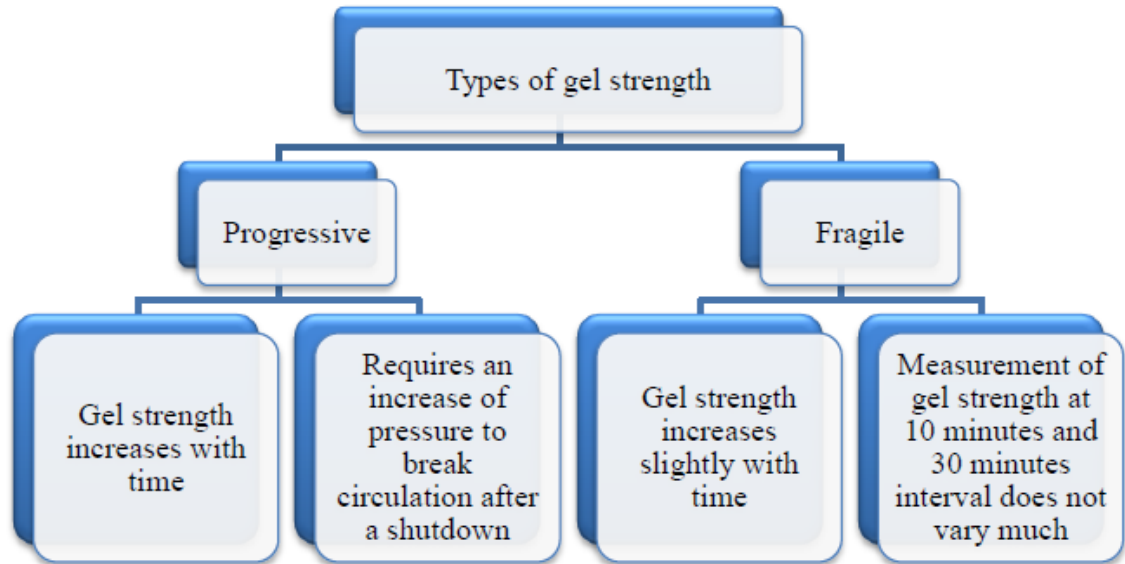 Types of gel strength
Progressive
Fragile
Gel strength
increases with
time
Requires an
increase of
pressure to
break
circulation after
a shutdown
Gel strength
increases
slightly with
time
Measurement of
gel strength at
10 minutes and
30 minutes
interval does not
vary much